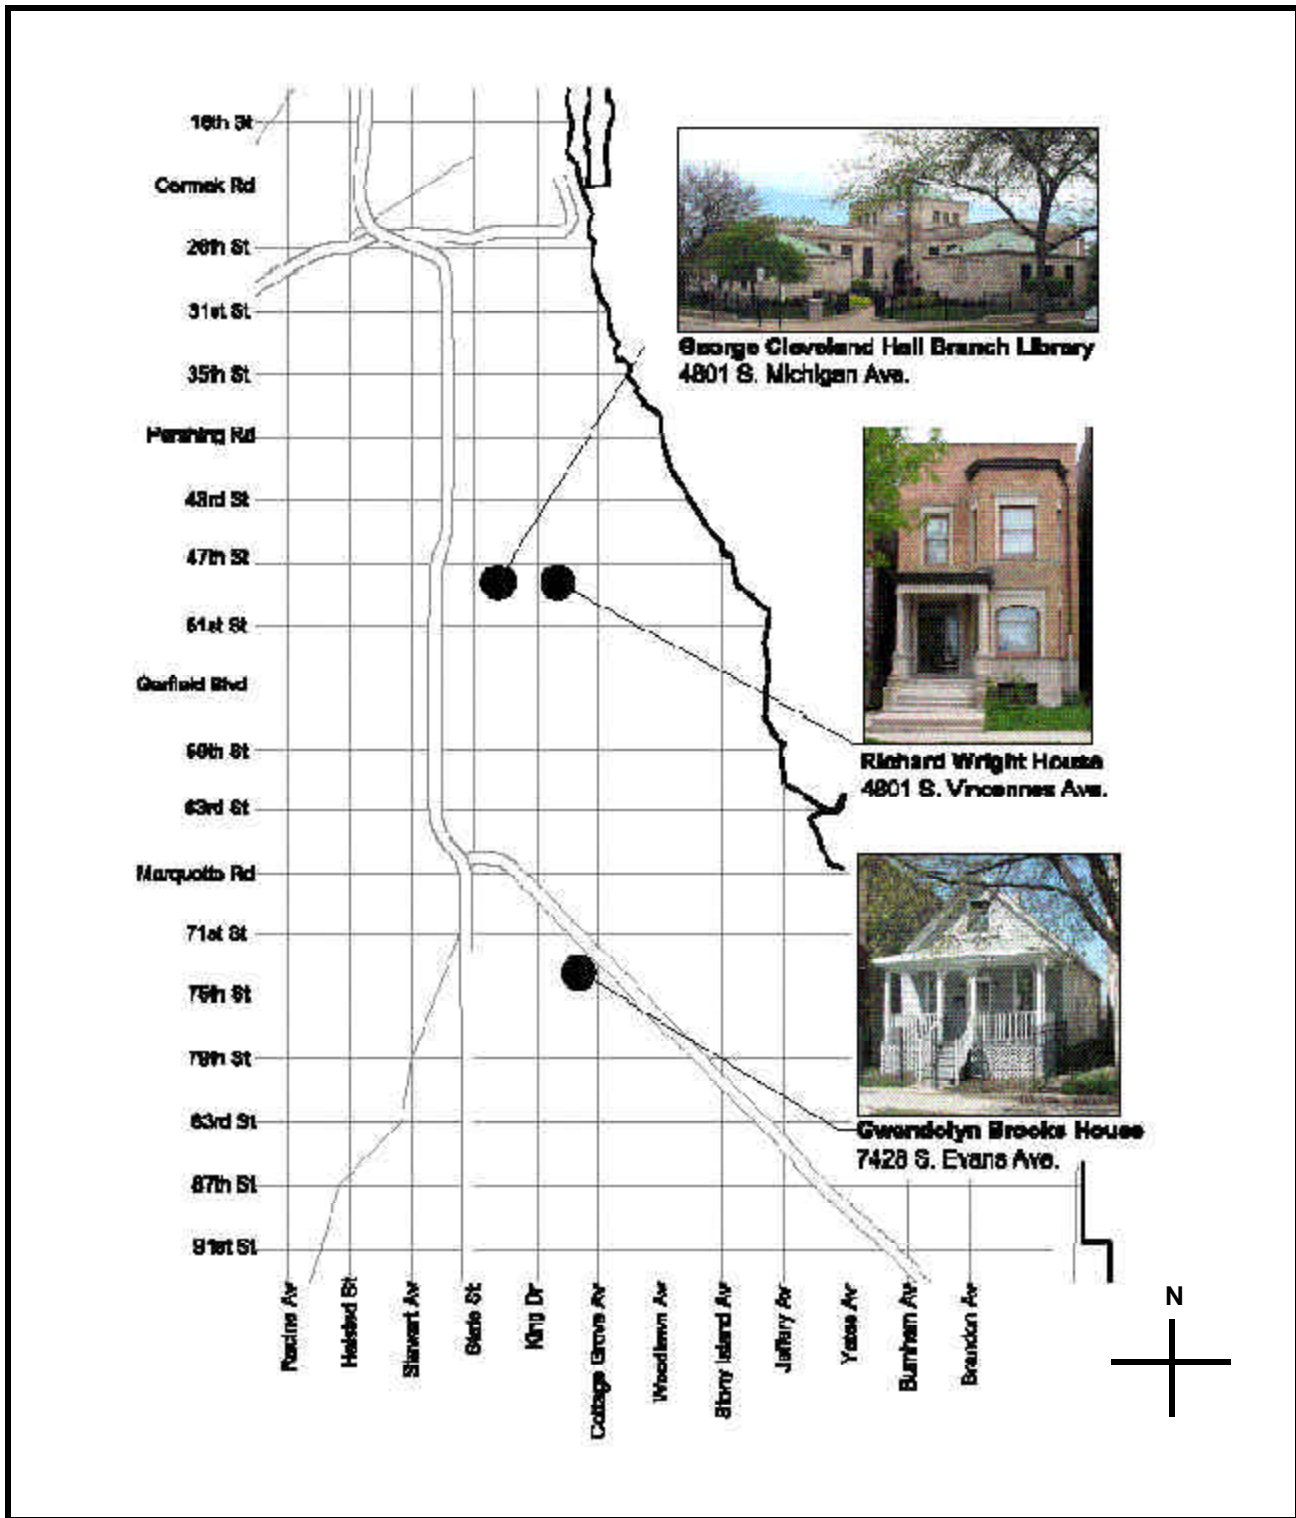 16th St
Cermak Rd
26th St
31st St
35th St
Pershing Rd
43rd St
47th St
51st St
Garfield Blvd
59th St
63rd St
Marquette Rd
71st St
75th St
79th St
83rd St
87th St
91st St
George Cleveland Hall Branch Library
4801 S. Michigan Ave.
Richard Wright House
4801 S. Vincennes Ave.
Gwendolyn Brooks House
7428 S. Evans Ave.
Racine Av
Halsted St
Stewart Av
State St
King Dr
Cottage Grove Av
Woodlawn Av
Stony Island Av
Jeffery Av
Yates Av
Burnham Av
Brandon Av
N